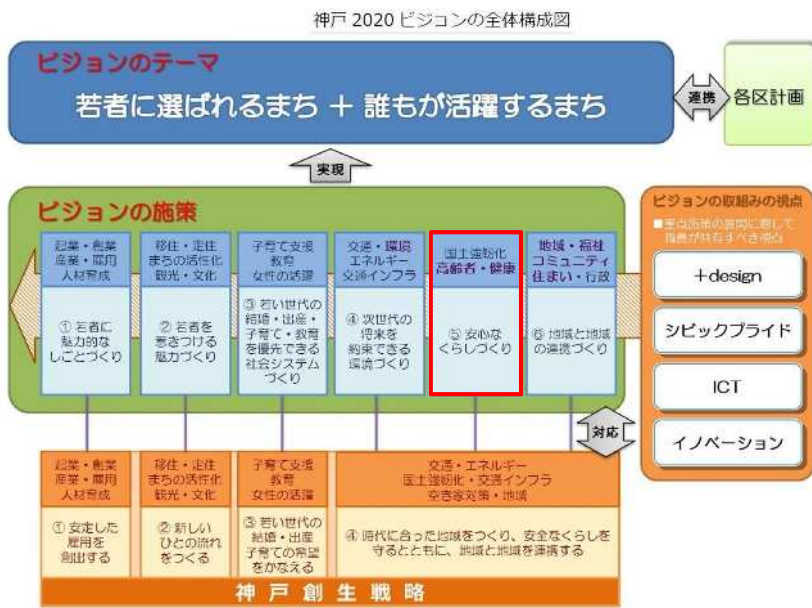 神戸 2020 ビジョンの全体構成図
ビジョンのテーマ
若者に選ばれるまち + 誰もが活躍するまち
連携
各区計画
実現
ビジョンの施策
起業・創業
産業・雇用
人材育成
① 若者に
魅力的な
しごとづくり
移住・定住
まちの活性化
観光・文化
② 若者を
惹きつける
魅力づくり
子育て支援
教育
女性の活躍
③ 若い世代の
結婚・出産・
子育て・教育
を優先できる
社会システム
づくり
交通・環境
エネルギー
交通インフラ
④ 次世代の
将来を
約束できる
環境づくり
国土強靭化
高齢者・健康
⑤ 安心な
くらしづくり
地域・福祉
コミュニティ
住まい・行政
⑥ 地域と地域
の連携づくり
ビジョンの取組みの視点
■重点施策の展開に際して
職員が共有すべき視点
+design
シビックプライド
ICT
イノベーション
対応
起業・創業
産業・雇用
人材育成
① 安定した
雇用を
創出する
移住・定住
まちの活性化
観光・文化
② 新しい
ひとの流れ
をつくる
子育て支援
教育
女性の活躍
③ 若い世代の
結婚・出産
子育ての希望
をかなえる
交通・エネルギー
国土強靭化・交通インフラ
空き家対策・地域
④ 時代に合った地域をつくり、安全なくらしを
守るとともに、地域と地域を連携する
神戸創生戦略